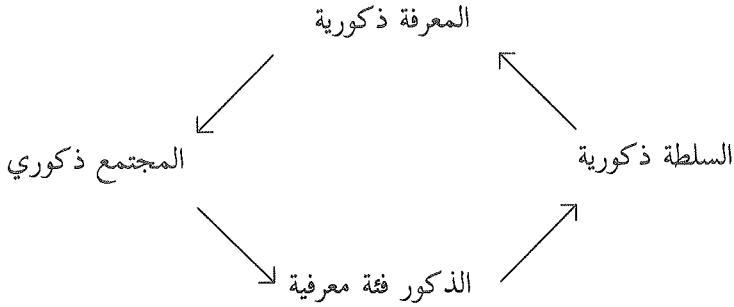 المعرفة ذكورية
السلطة ذكورية
المجتمع ذكوري
الذكور فئة معرفية